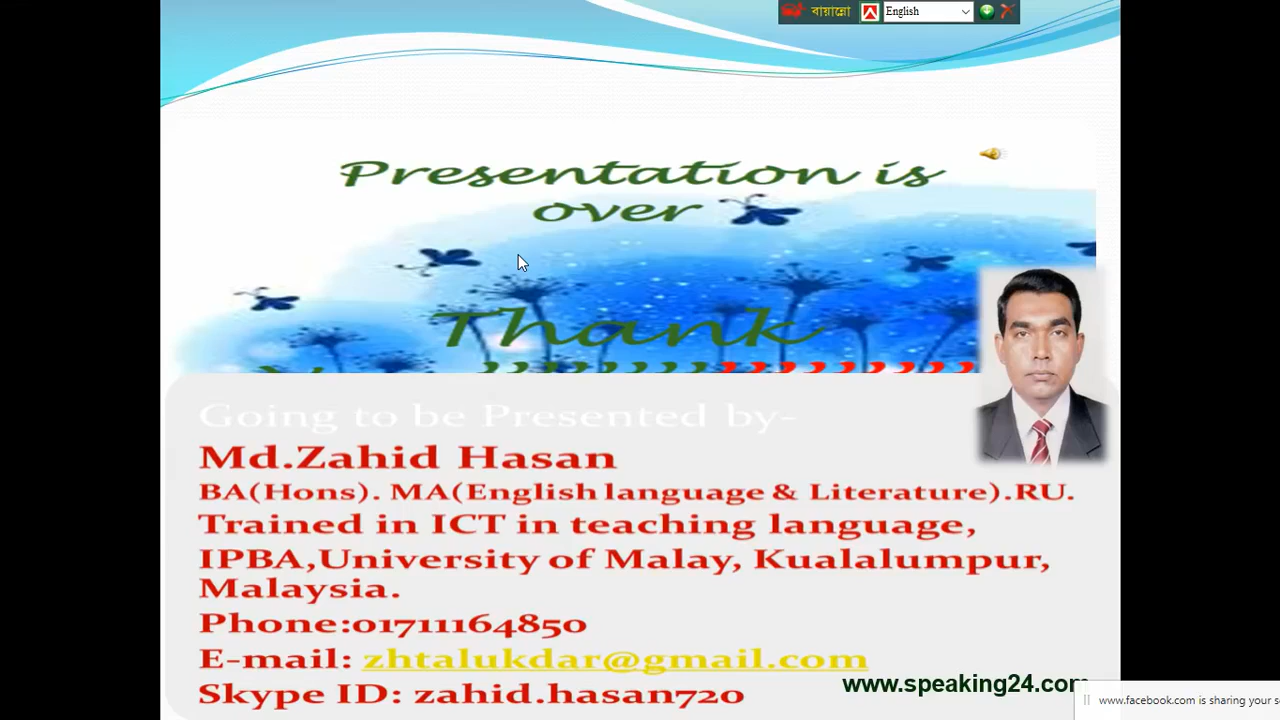 বায়ান্নো English
Presentation is
over
Thank
Going to be Presented by-
Md.Zahid Hasan
BA(Hons). MA(English language & Literature).RU.
Trained in ICT in teaching language,
IPBA,University of Malay, Kualalumpur,
Malaysia.
Phone:01711164850
E-mail: zhtalukdar@gmail.com
Skype ID: zahid.hasan720
www.speaking24.com
www.facebook.com is sharing your s